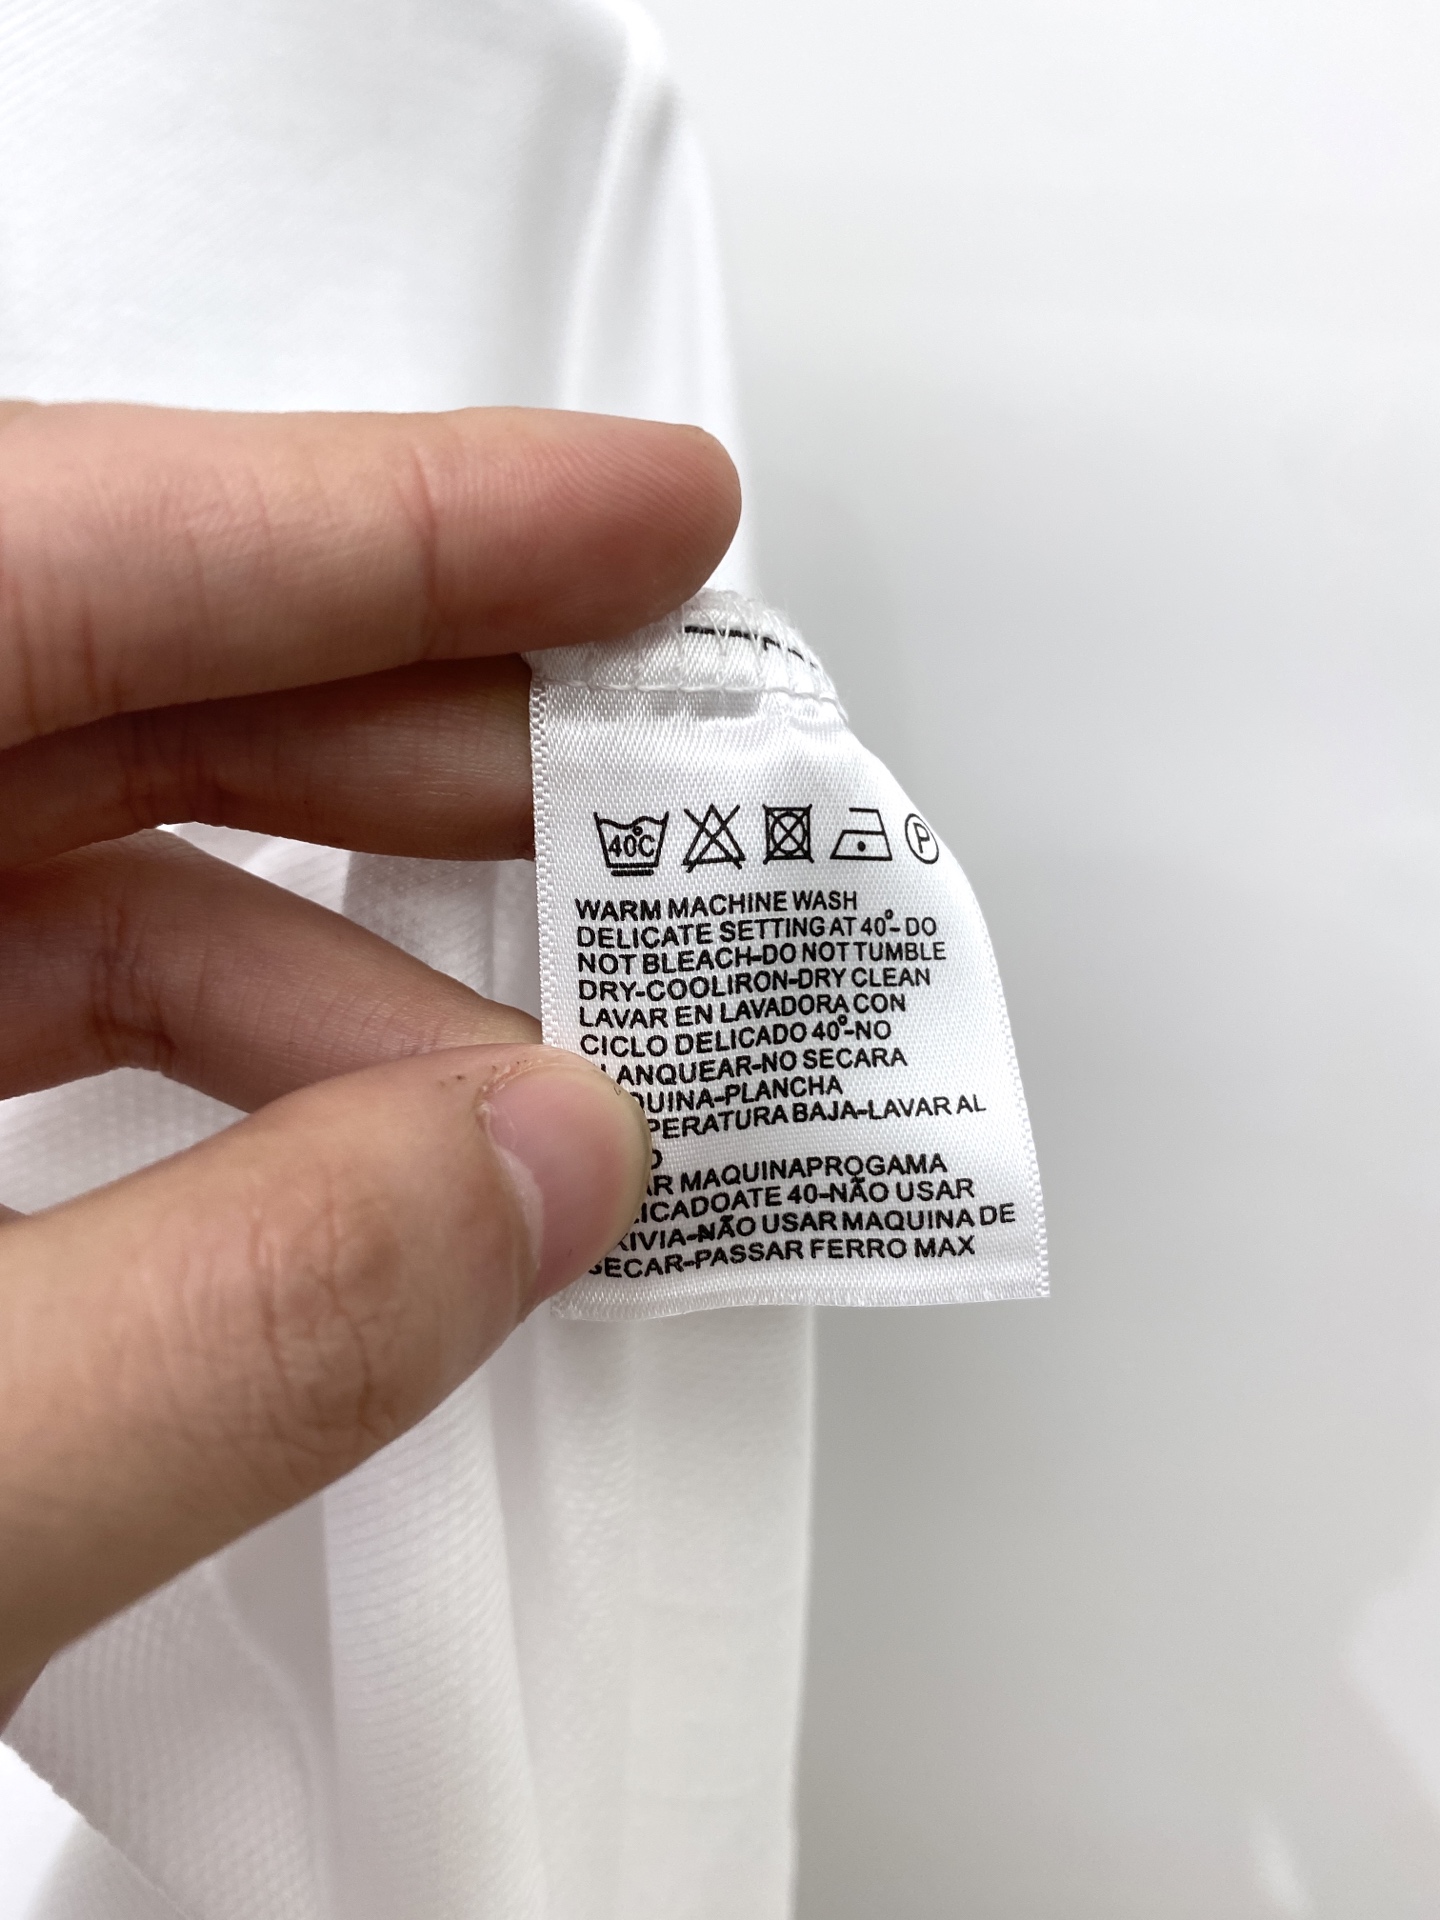 40°C
P
WARM MACHINE WASH
DELICATE SETTING AT 40°- DO
NOT BLEACH-DO NOT TUMBLE
DRY-COOLIRON-DRY CLEAN
LAVAR EN LAVADORA CON
CICLO DELICADO 40°-NO
LANQUEAR-NO SECARA
QUINA-PLANCHA
PERATURA BAJA-LAVAR AL
O
AR MAQUINAPROGAMA
LICADOATE 40-NÃO USAR
XIVIA-NÃO USAR MAQUINA DE
SECAR-PASSAR FERRO MAX